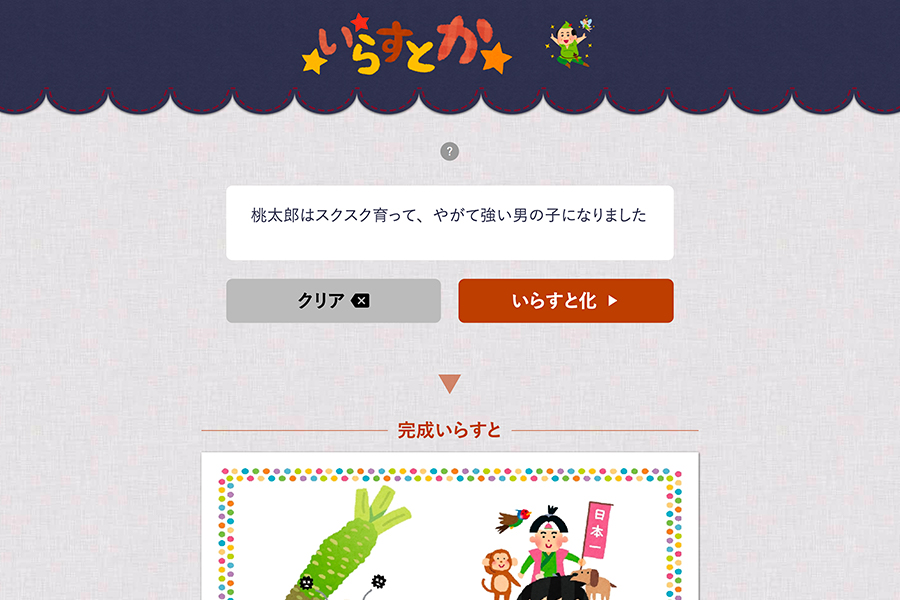 いらすとか
?
桃太郎はスクスク育って、やがて強い男の子になりました
クリア
いらすと化
完成いらすと
日本一